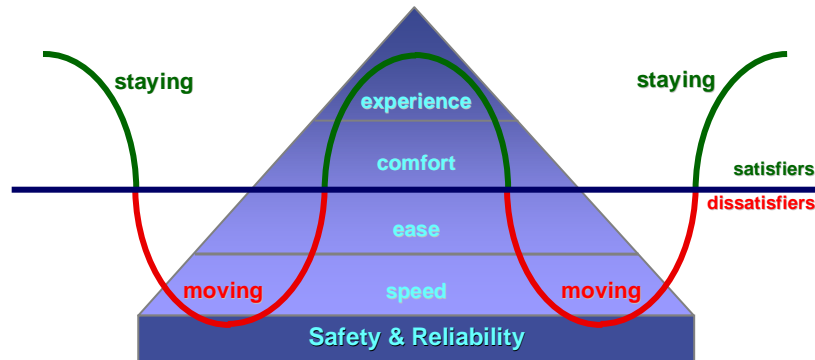 staying
staying
experience
comfort
satisfiers
dissatisfiers
ease
moving
speed
moving
Safety & Reliability